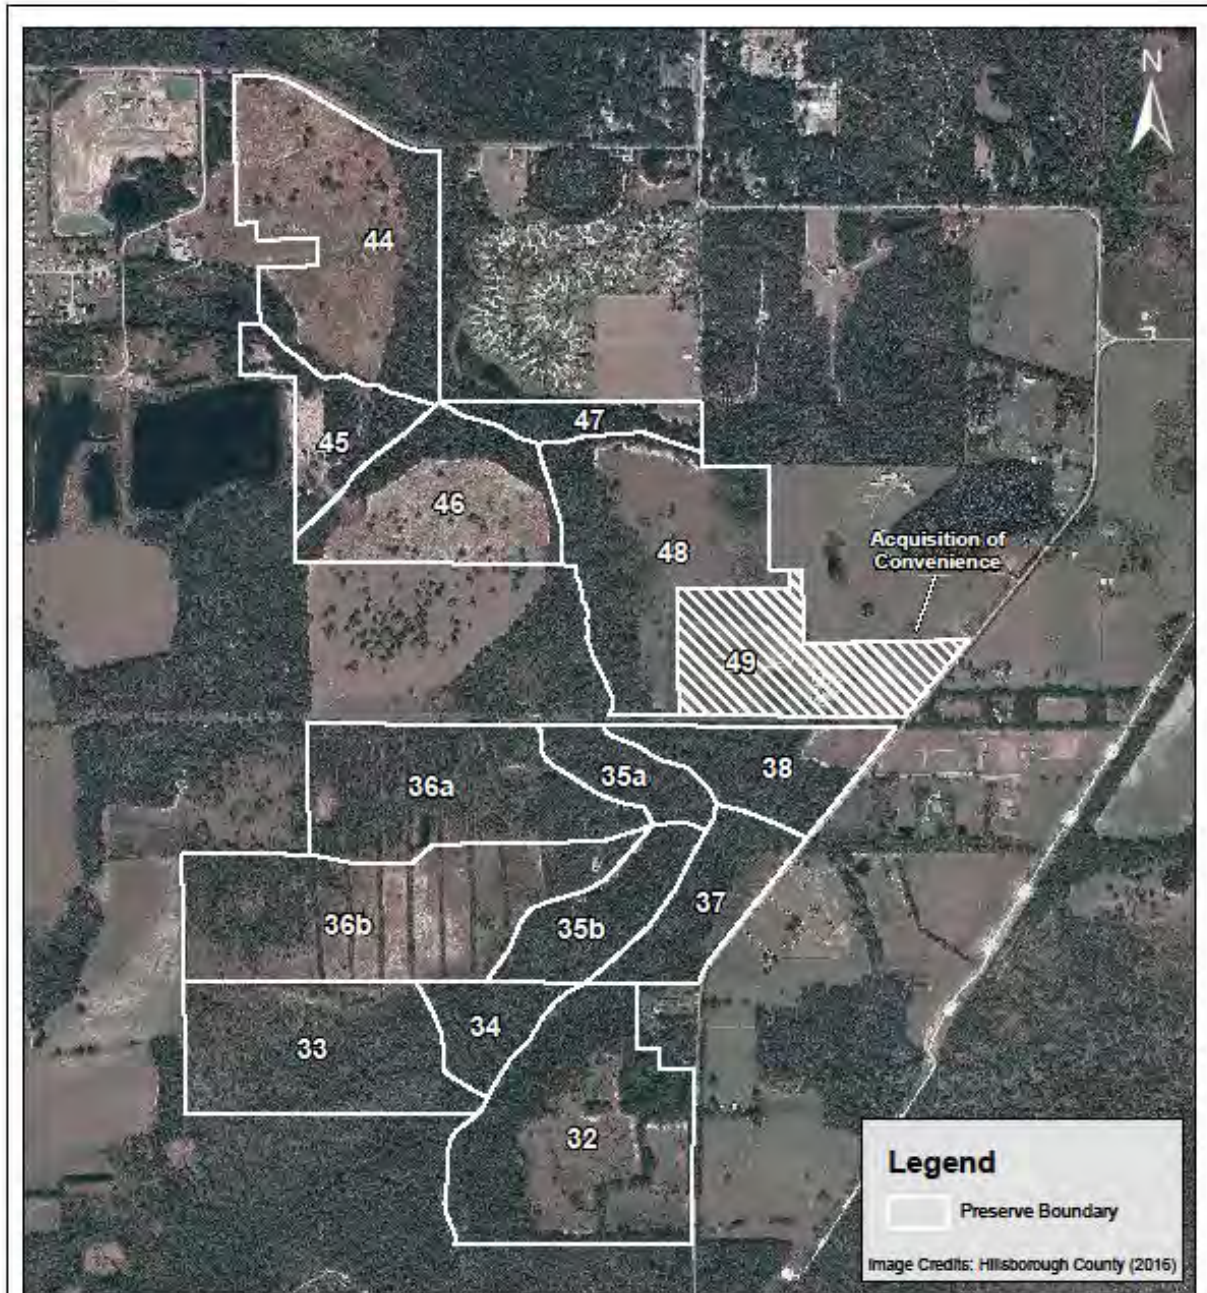 N
44
47
45
46
48
Acquisition of
Convenience
49
36a
35a
38
36b
35b
37
33
34
32
Legend
Preserve Boundary
Image Credits: Hillsborough County (2016)